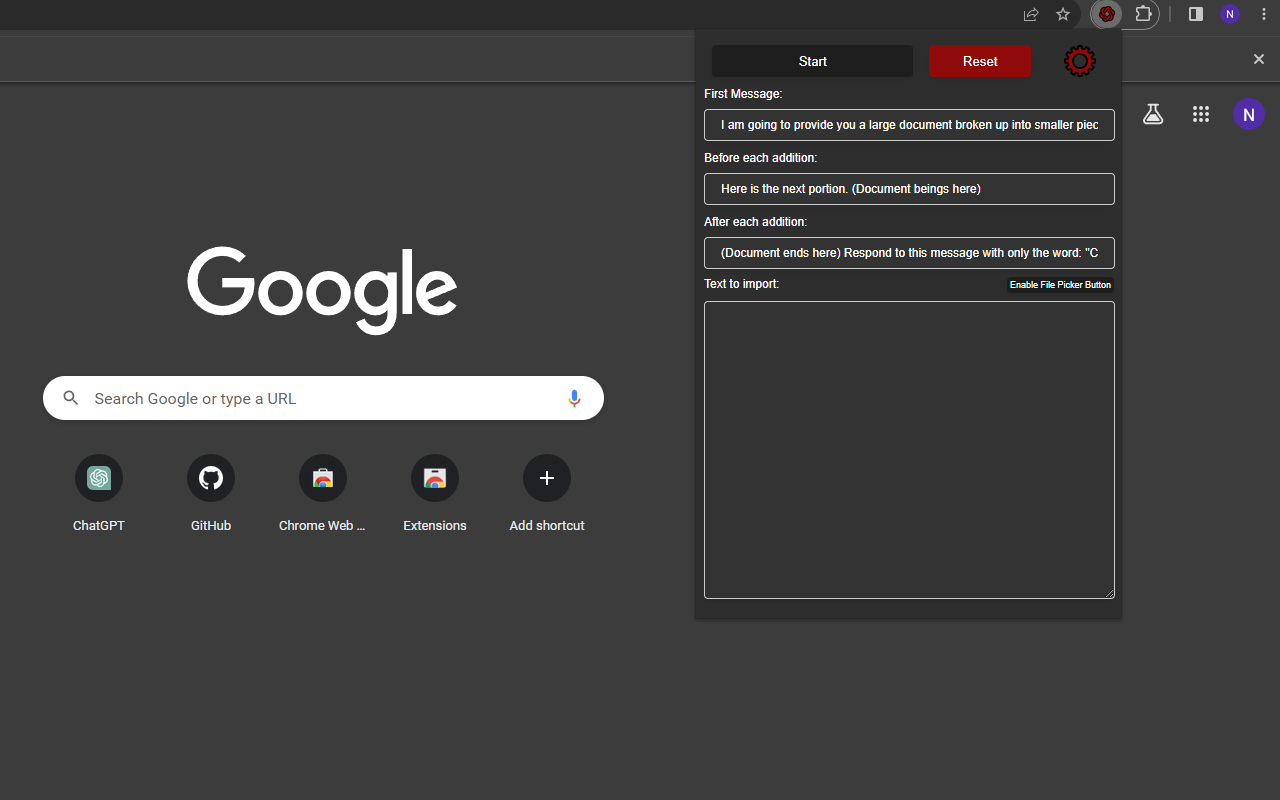 N
Start
Reset
First Message:
I am going to provide you a large document broken up into smaller piec
Before each addition:
Here is the next portion. (Document beings here)
After each addition:
(Document ends here) Respond to this message with only the word: "C
Text to import:
Enable File Picker Button
N
Google
Search Google or type a URL
ChatGPT
GitHub
Chrome Web ...
Extensions
Add shortcut